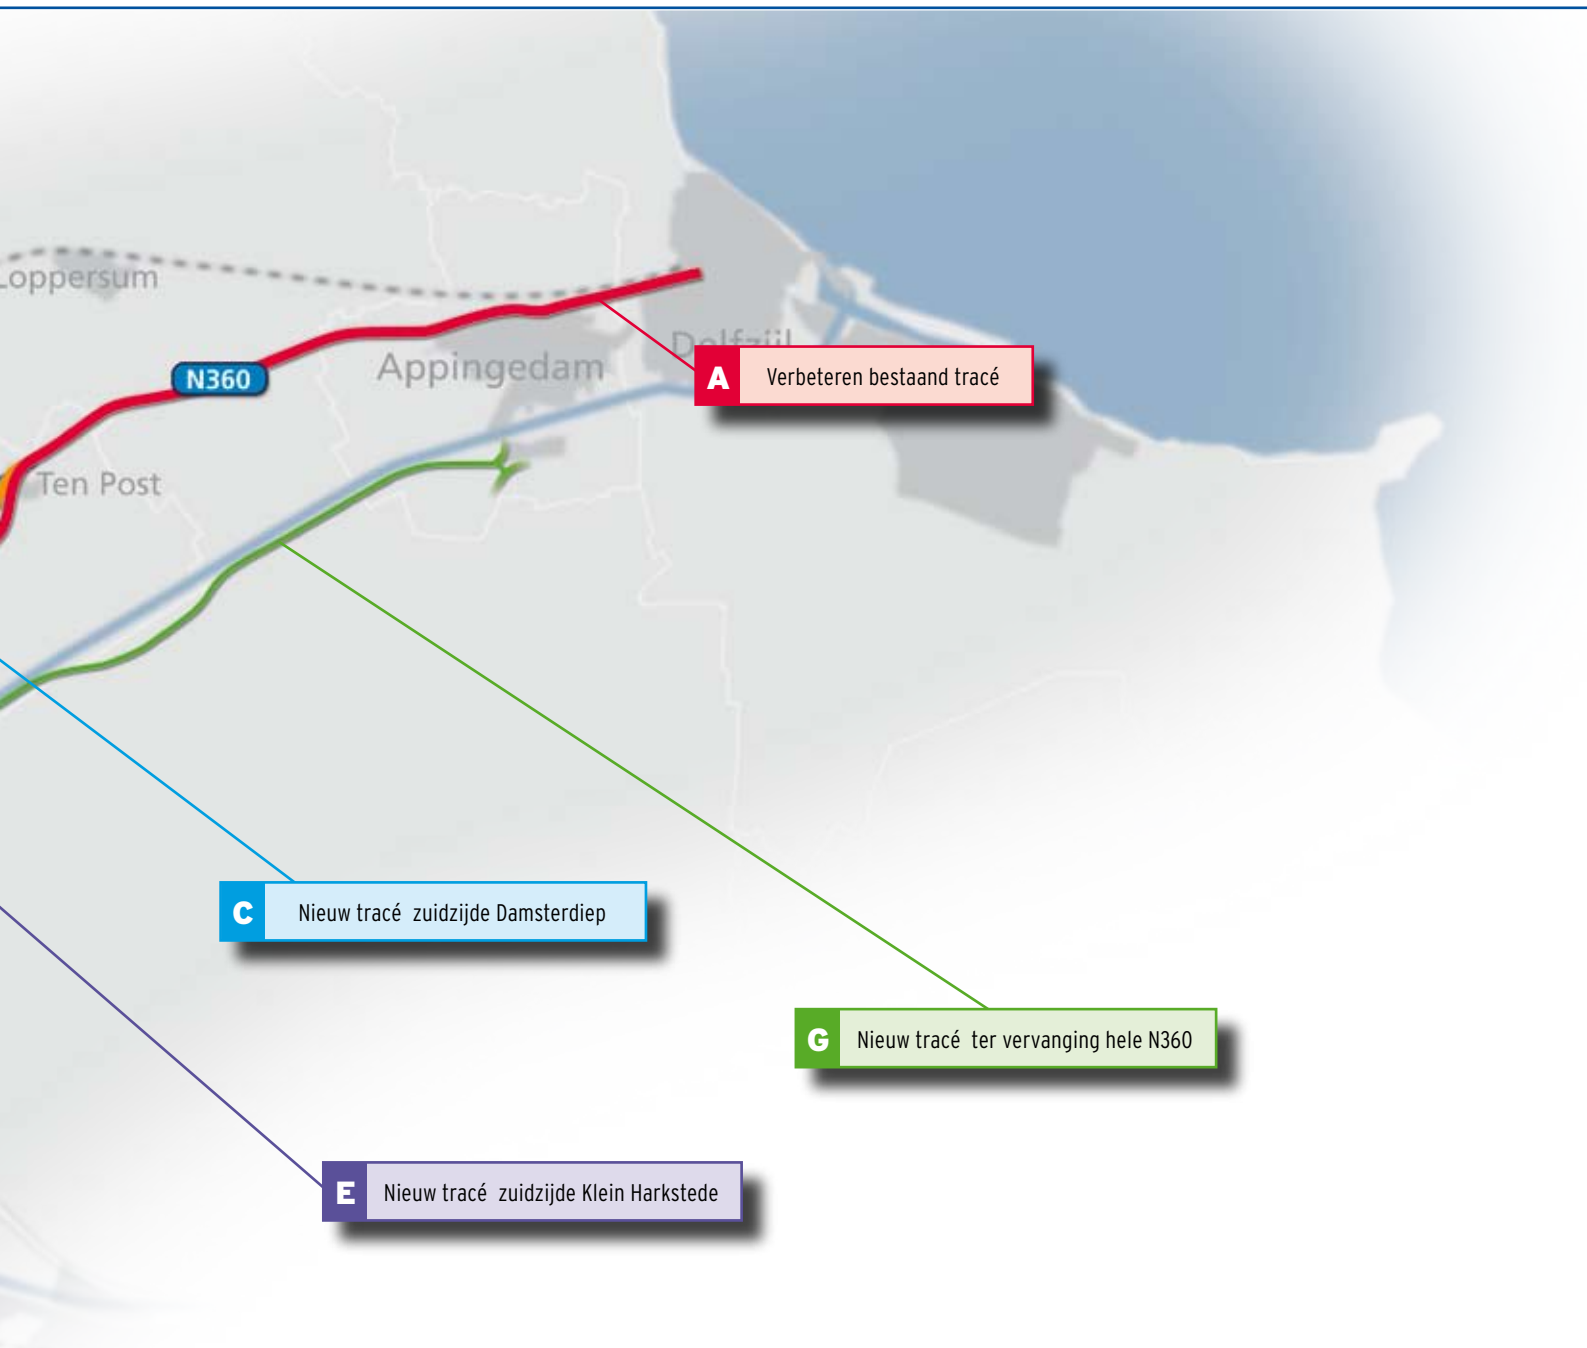 Loppersum
N360
Appingedam
Delfzijl
A Verbeteren bestaand tracé
Ten Post
C Nieuw tracé zuidzijde Damsterdiep
G Nieuw tracé ter vervanging hele N360
E Nieuw tracé zuidzijde Klein Harkstede